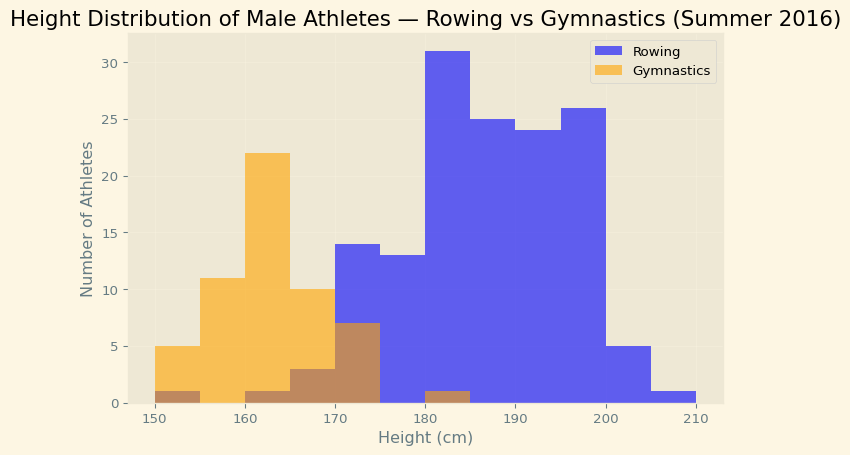 Height Distribution of Male Athletes — Rowing vs Gymnastics (Summer 2016)
Rowing
Gymnastics
Number of Athletes
30
25
20
15
10
5
0
150 160 170 180 190 200 210
Height (cm)